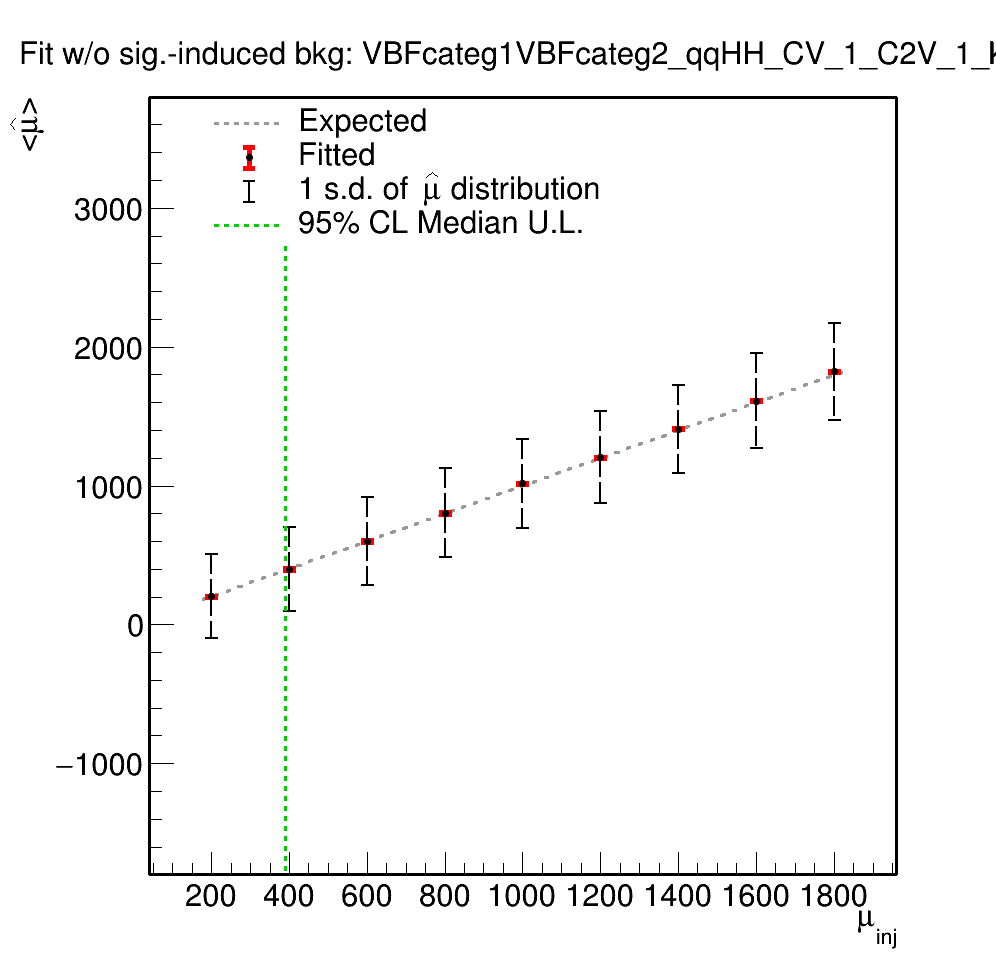 Fit w/o sig.-induced bkg: VBFcateg1VBFcateg2_qqHH_CV_1_C2V_1_
<μ̂>
Expected
Fitted
1 s.d. of μ̂ distribution
95% CL Median U.L.
3000
2000
1000
0
−1000
200 400 600 800 1000 1200 1400 1600 1800
μinj